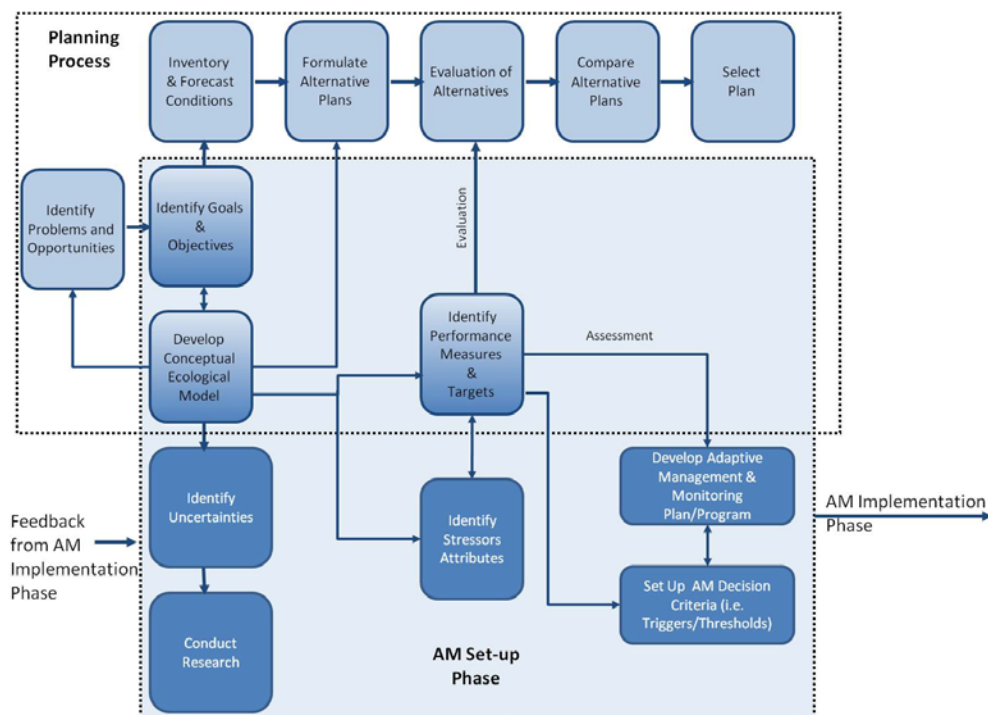 Planning
Process
Inventory
& Forecast
Conditions
Formulate
Alternative
Plans
Evaluation of
Alternatives
Compare
Alternative
Plans
Select
Plan
Identify
Problems and
Opportunities
Identify Goals
&
Objectives
Evaluation
Develop
Conceptual
Ecological
Model
Identify
Performance
Measures
&
Targets
Assessment
Identify
Uncertainties
Identify
Stressors
Attributes
Develop Adaptive
Management &
Monitoring
Plan/Program
Feedback
from AM
Implementation
Phase
AM Implementation
Phase
Conduct
Research
Set Up AM Decision
Criteria (i.e.
Triggers/Thresholds)
AM Set-up
Phase